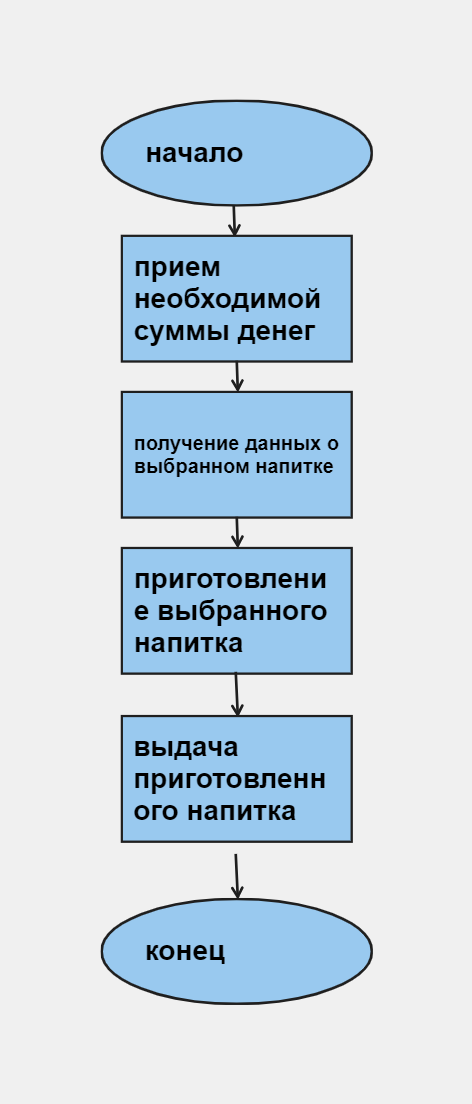 начало
прием
необходимой
суммы денег
получение данных о
выбранном напитке
приготовлени
е выбранного
напитка
выдача
приготовленн
ого напитка
конец